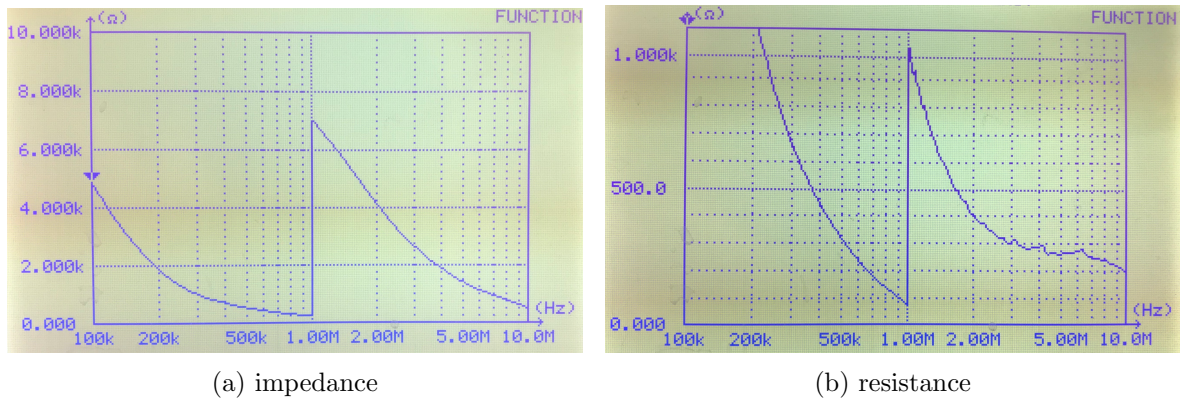 (Ω) FUNCTION
10.000k
8.000k
6.000k
4.000k
2.000k
0.000 (Hz)
100k 200k 500k 1.00M 2.00M 5.00M 10.0M
(a) impedance
(Ω) FUNCTION
1.000k
500.0
0.000 (Hz)
100k 200k 500k 1.00M 2.00M 5.00M 10.0M
(b) resistance